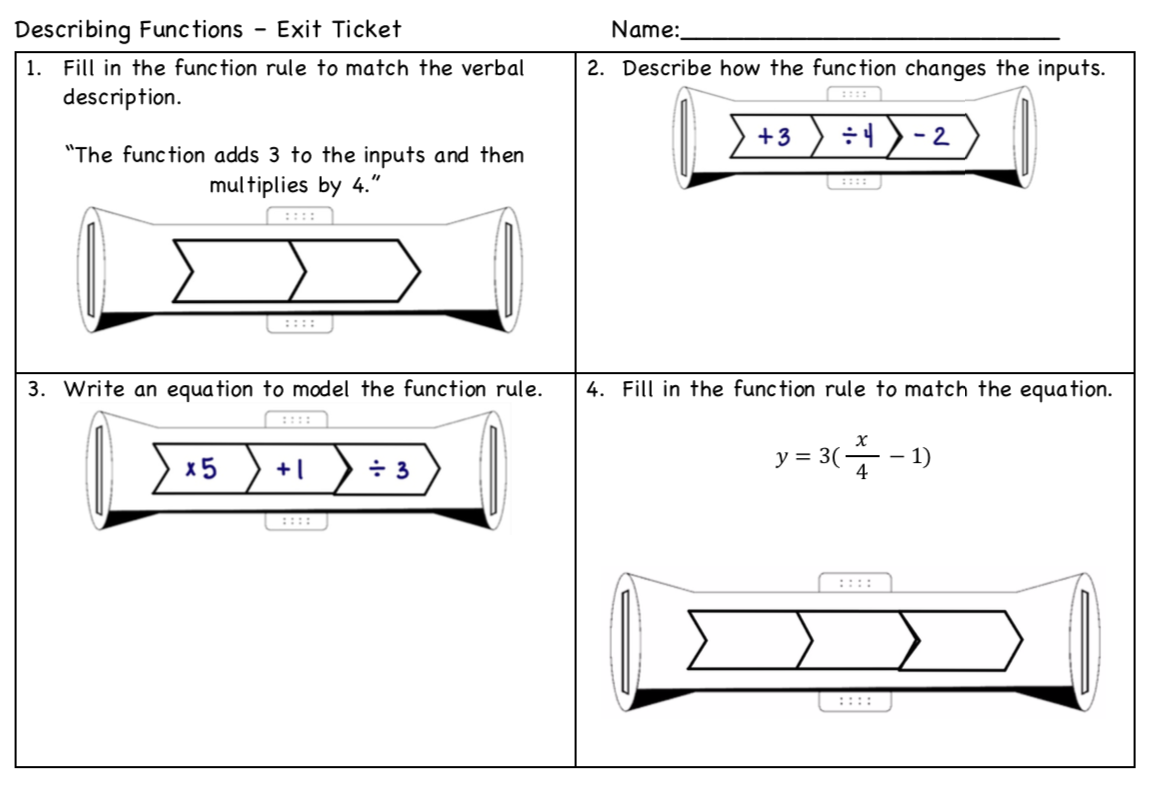 Describing Functions – Exit Ticket Name:
1. Fill in the function rule to match the verbal
description.
“The function adds 3 to the inputs and then
multiplies by 4.”
2. Describe how the function changes the inputs.
+3 ÷4 -2
3. Write an equation to model the function rule.
x5 +1 ÷3
4. Fill in the function rule to match the equation.
y = 3(x/4 − 1)